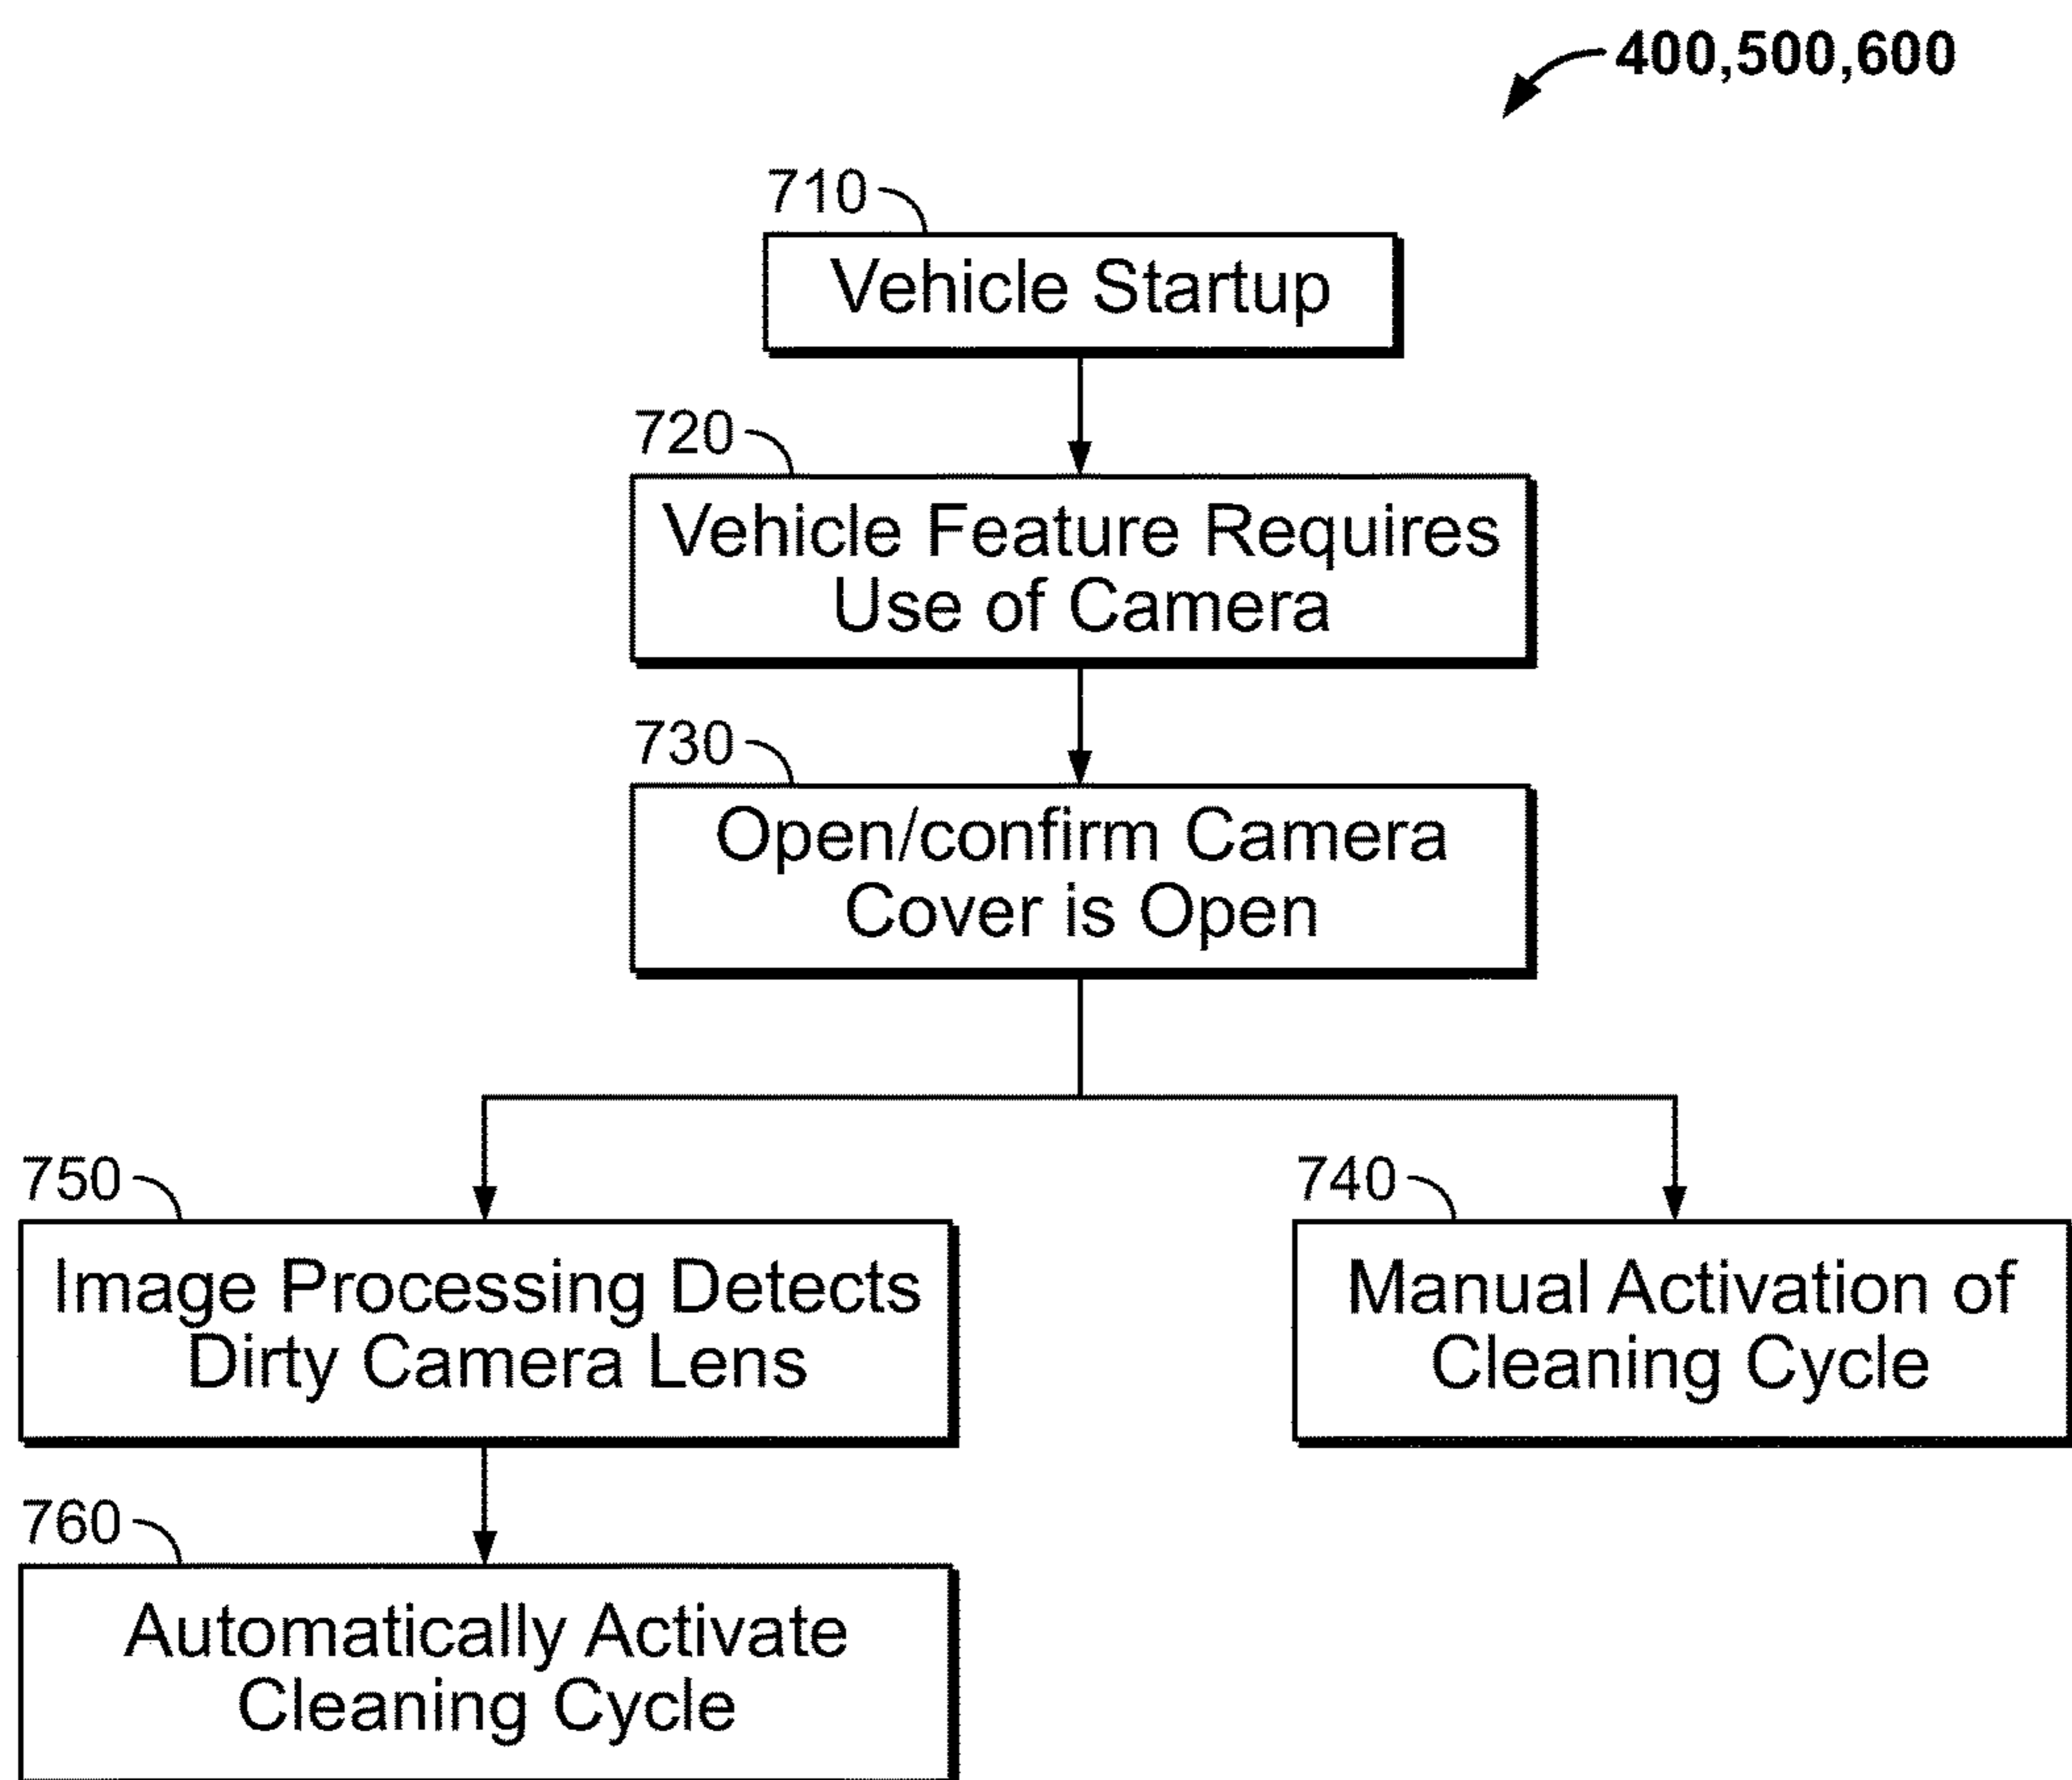 400,500,600
710
Vehicle Startup
720
Vehicle Feature Requires
Use of Camera
730
Open/confirm Camera
Cover is Open
750
Image Processing Detects
Dirty Camera Lens
740
Manual Activation of
Cleaning Cycle
760
Automatically Activate
Cleaning Cycle